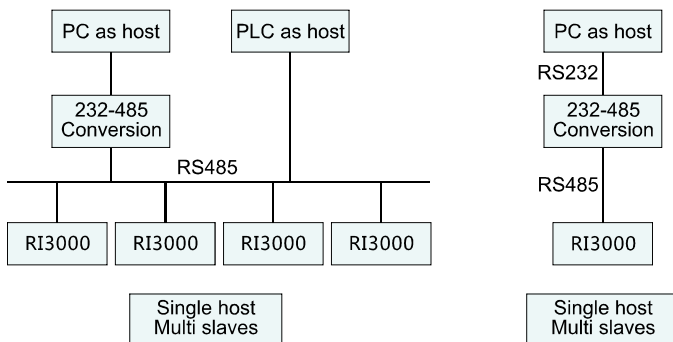 PC as host
PLC as host
232-485
Conversion
RS485
RI3000
RI3000
RI3000
RI3000
Single host
Multi slaves
PC as host
RS232
232-485
Conversion
RS485
RI3000
Single host
Multi slaves